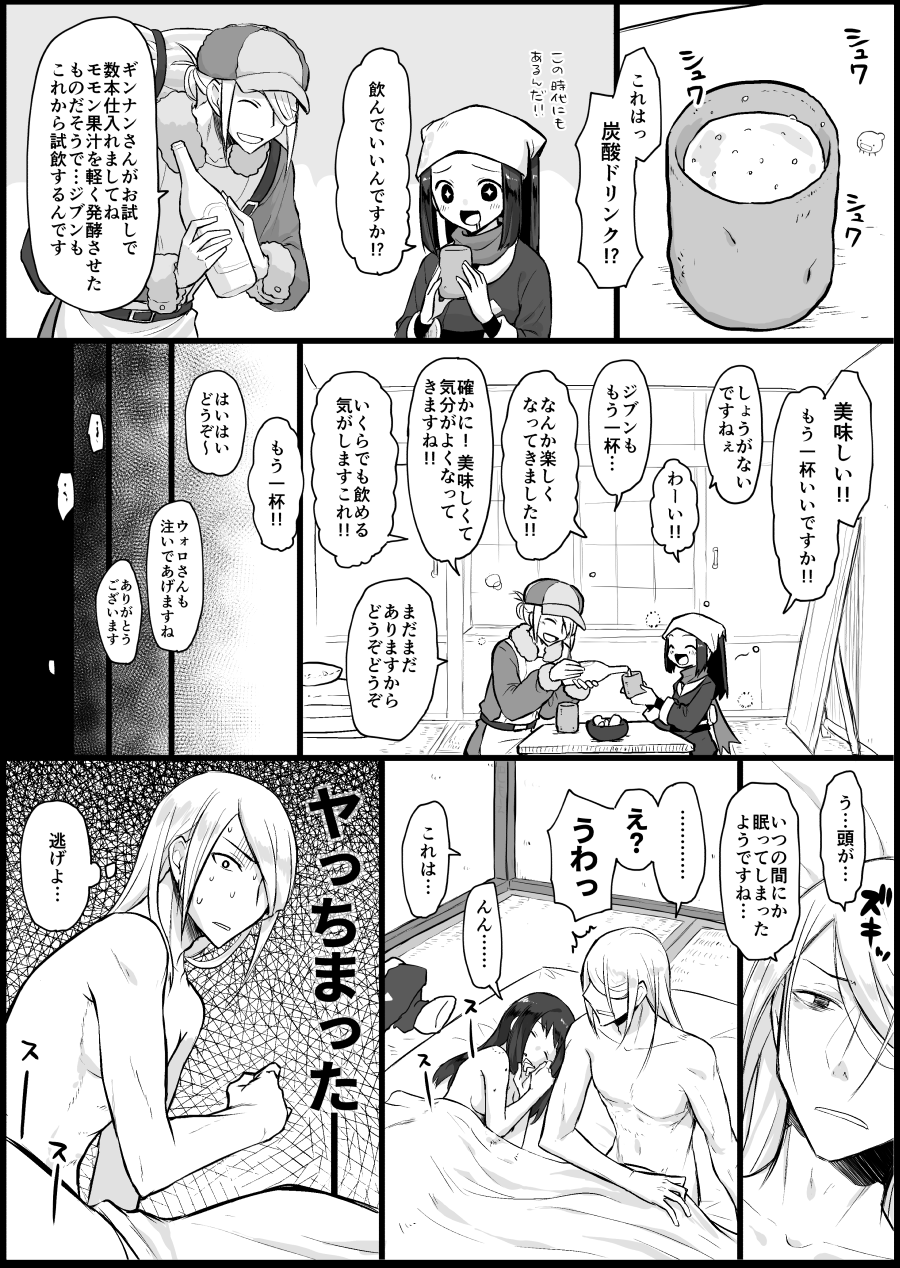 シュワ
シュワ
シュワ
これはっ
炭酸ドリンク!?
この時代にも
あるんだ!!
飲んでいいんですか!?
ギンナンさんがお試しで
数本仕入れましてね
モモン果汁を軽く発酵させた
ものだそうで…ジブンも
これから試飲するんです
美味しい!!
もう一杯いいですか!!
しょうがない
ですねぇ
わーい!!
ジブンも
もう一杯…
なんか楽しく
なってきました!!
確かに！美味しくて
気分がよくなって
きますね!!
いくらでも飲める
気がしますこれ!!
まだまだ
ありますから
どうぞどうぞ
もう一杯!!
はいはい
どうぞ～
ウォロさんも
注いであげますね
ありがとう
ございます
う…頭が…
ズキッ
いつの間にか
眠ってしまった
ようですね…
………
え?
うわっ
んん……
これは…
スー
スー
ヤっちまった――
逃げよ…
スー
スー